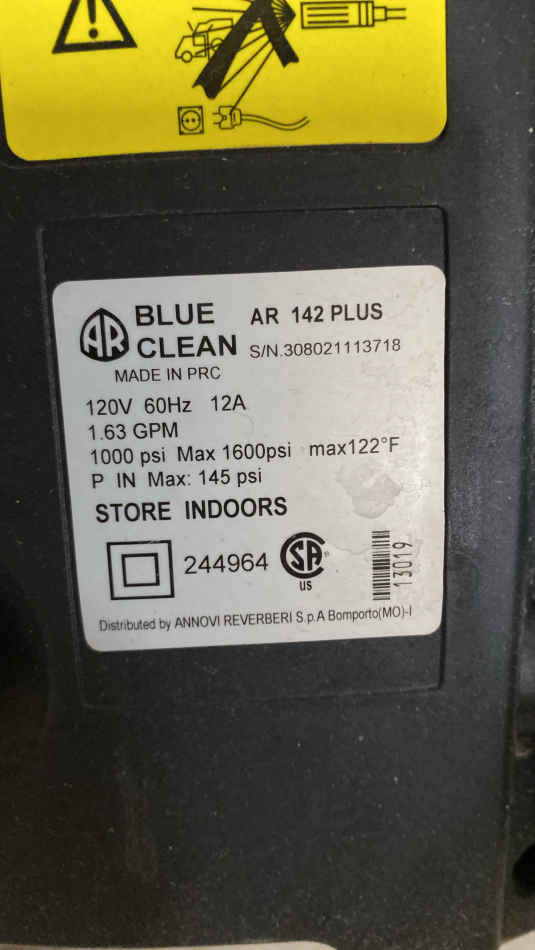 AR BLUE CLEAN AR 142 PLUS
S/N.308021113718
MADE IN PRC
120V 60Hz 12A
1.63 GPM
1000 psi Max 1600psi max122°F
P IN Max: 145 psi
STORE INDOORS
244964 SA ® US
13019
Distributed by ANNOVI REVERBERI S.p.A Bomporto(MO)-I